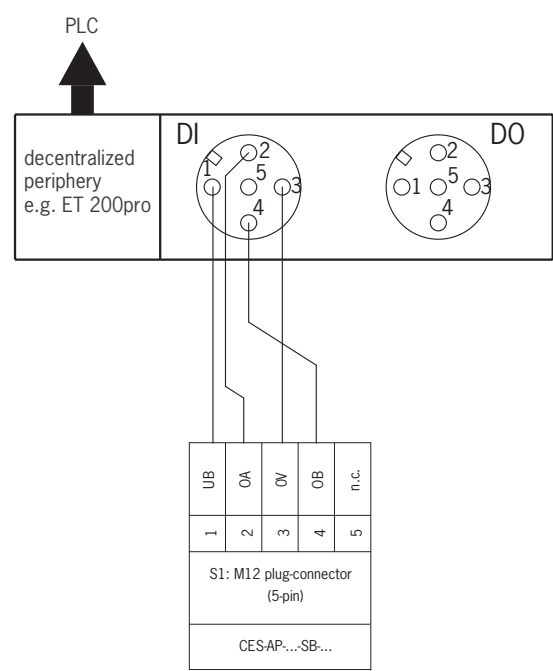 PLC
DI
DO
decentralized
periphery
e.g. ET 200pro
1
2
5
3
4
2
1
5
3
4
UB
OA
0V
OB
n.c.
1
2
3
4
5
S1: M12 plug-connector
(5-pin)
CES-AP-...-SB-...